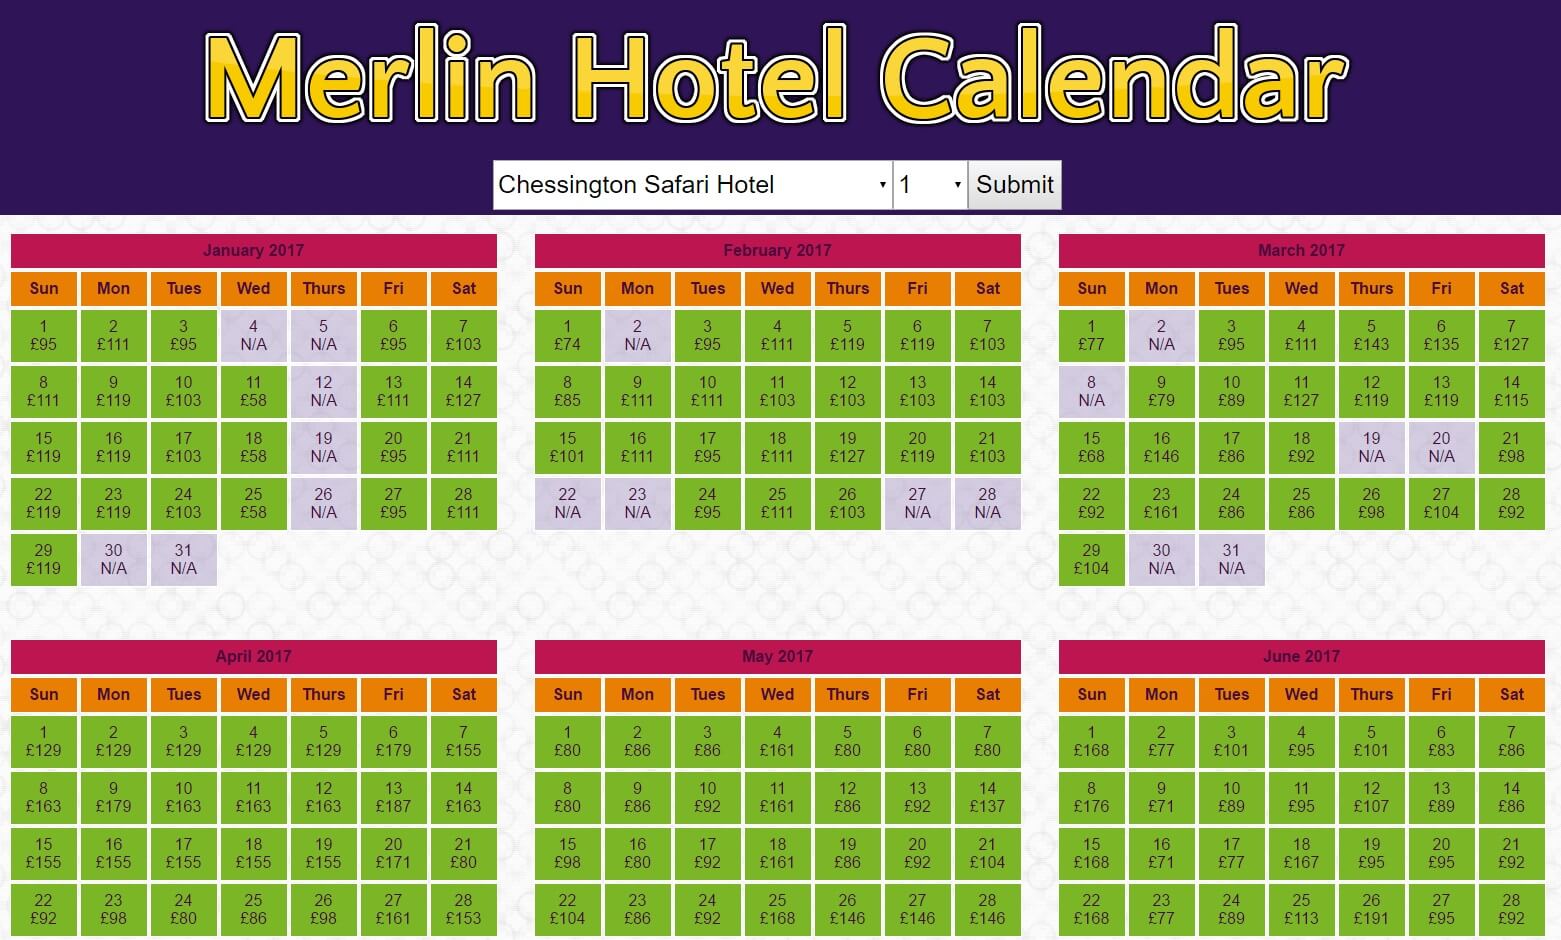 Merlin Hotel Calendar
Chessington Safari Hotel 1 Submit
January 2017
Sun Mon Tues Wed Thurs Fri Sat
1 2 3 4 5 6 7
£95 £111 £95 N/A N/A £95 £103
8 9 10 11 12 13 14
£111 £119 £103 £58 N/A £111 £127
15 16 17 18 19 20 21
£119 £119 £103 £58 N/A £95 £111
22 23 24 25 26 27 28
£119 £119 £103 £58 N/A £95 £111
29 30 31
£119 N/A N/A
February 2017
Sun Mon Tues Wed Thurs Fri Sat
1 2 3 4 5 6 7
£74 N/A £95 £111 £119 £119 £103
8 9 10 11 12 13 14
£85 £111 £111 £103 £103 £103 £103
15 16 17 18 19 20 21
£101 £111 £95 £111 £127 £119 £103
22 23 24 25 26 27 28
N/A N/A £95 £111 £103 N/A N/A
March 2017
Sun Mon Tues Wed Thurs Fri Sat
1 2 3 4 5 6 7
£77 N/A £95 £111 £143 £135 £127
8 9 10 11 12 13 14
N/A £79 £89 £127 £119 £119 £115
15 16 17 18 19 20 21
£68 £146 £86 £92 N/A N/A £98
22 23 24 25 26 27 28
£92 £161 £86 £86 £98 £104 £92
29 30 31
£104 N/A N/A
April 2017
Sun Mon Tues Wed Thurs Fri Sat
1 2 3 4 5 6 7
£129 £129 £129 £129 £129 £179 £155
8 9 10 11 12 13 14
£163 £179 £163 £163 £163 £187 £163
15 16 17 18 19 20 21
£155 £155 £155 £155 £155 £171 £80
22 23 24 25 26 27 28
£92 £98 £80 £86 £98 £161 £153
May 2017
Sun Mon Tues Wed Thurs Fri Sat
1 2 3 4 5 6 7
£80 £86 £86 £161 £80 £80 £80
8 9 10 11 12 13 14
£80 £86 £92 £161 £86 £92 £137
15 16 17 18 19 20 21
£98 £80 £92 £161 £86 £92 £104
22 23 24 25 26 27 28
£104 £86 £92 £168 £146 £146 £146
June 2017
Sun Mon Tues Wed Thurs Fri Sat
1 2 3 4 5 6 7
£168 £77 £101 £95 £101 £83 £86
8 9 10 11 12 13 14
£176 £71 £89 £95 £107 £89 £86
15 16 17 18 19 20 21
£168 £71 £77 £167 £95 £95 £92
22 23 24 25 26 27 28
£168 £77 £89 £113 £191 £95 £92